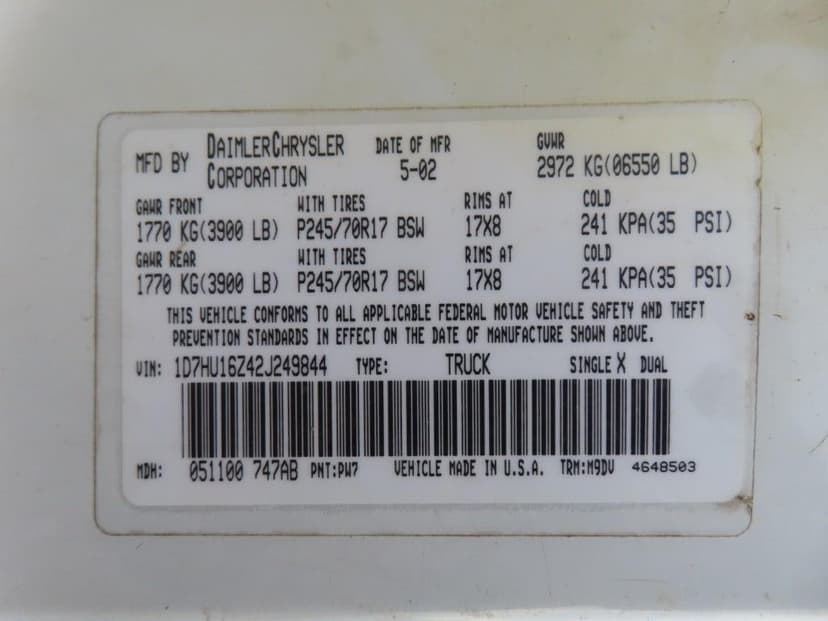 MFD BY DAIMLERCHRYSLER CORPORATION DATE OF MFR 5-02 GVWR 2972 KG(06550 LB)
GAWR FRONT WITH TIRES RIMS AT COLD
1770 KG(3900 LB) P245/70R17 BSW 17X8 241 KPA(35 PSI)
GAWR REAR WITH TIRES RIMS AT COLD
1770 KG(3900 LB) P245/70R17 BSW 17X8 241 KPA(35 PSI)
THIS VEHICLE CONFORMS TO ALL APPLICABLE FEDERAL MOTOR VEHICLE SAFETY AND THEFT
PREVENTION STANDARDS IN EFFECT ON THE DATE OF MANUFACTURE SHOWN ABOVE.
VIN: 1D7HU16Z42J249844 TYPE: TRUCK SINGLE X DUAL
MDH: 051100 747AB PNT:PW7 VEHICLE MADE IN U.S.A. TRM:M9DV 4648503